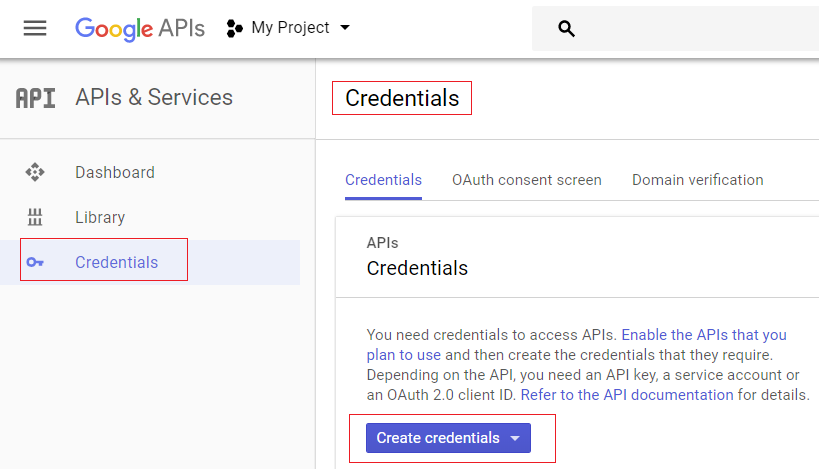 Google APIs My Project
API APIs & Services
Dashboard
Library
Credentials
Credentials
Credentials OAuth consent screen Domain verification
APIs
Credentials
You need credentials to access APIs. Enable the APIs that you
plan to use and then create the credentials that they require.
Depending on the API, you need an API key, a service account or
an OAuth 2.0 client ID. Refer to the API documentation for details.
Create credentials